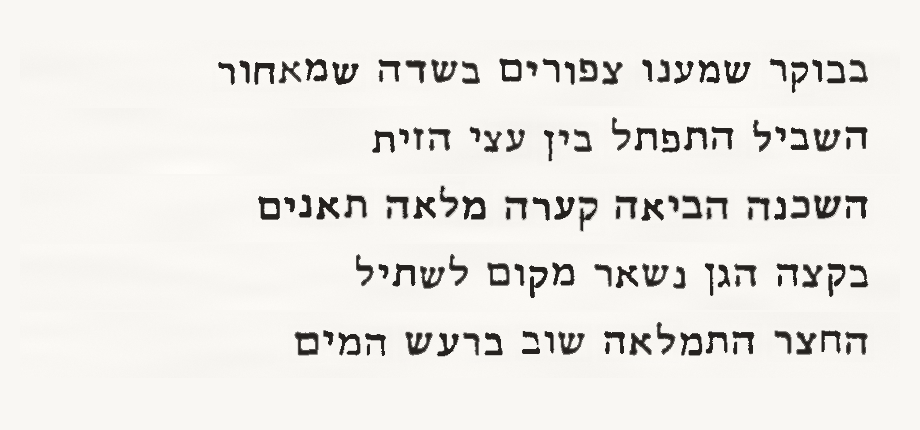 בבוקר שמענו צפורים בשדה שמאחור
השביל התפתל בין עצי הזית
השכנה הביאה קערה מלאה תאנים
בקצה הגן נשאר מקום לשתיל
החצר התמלאה שוב ברעש המים